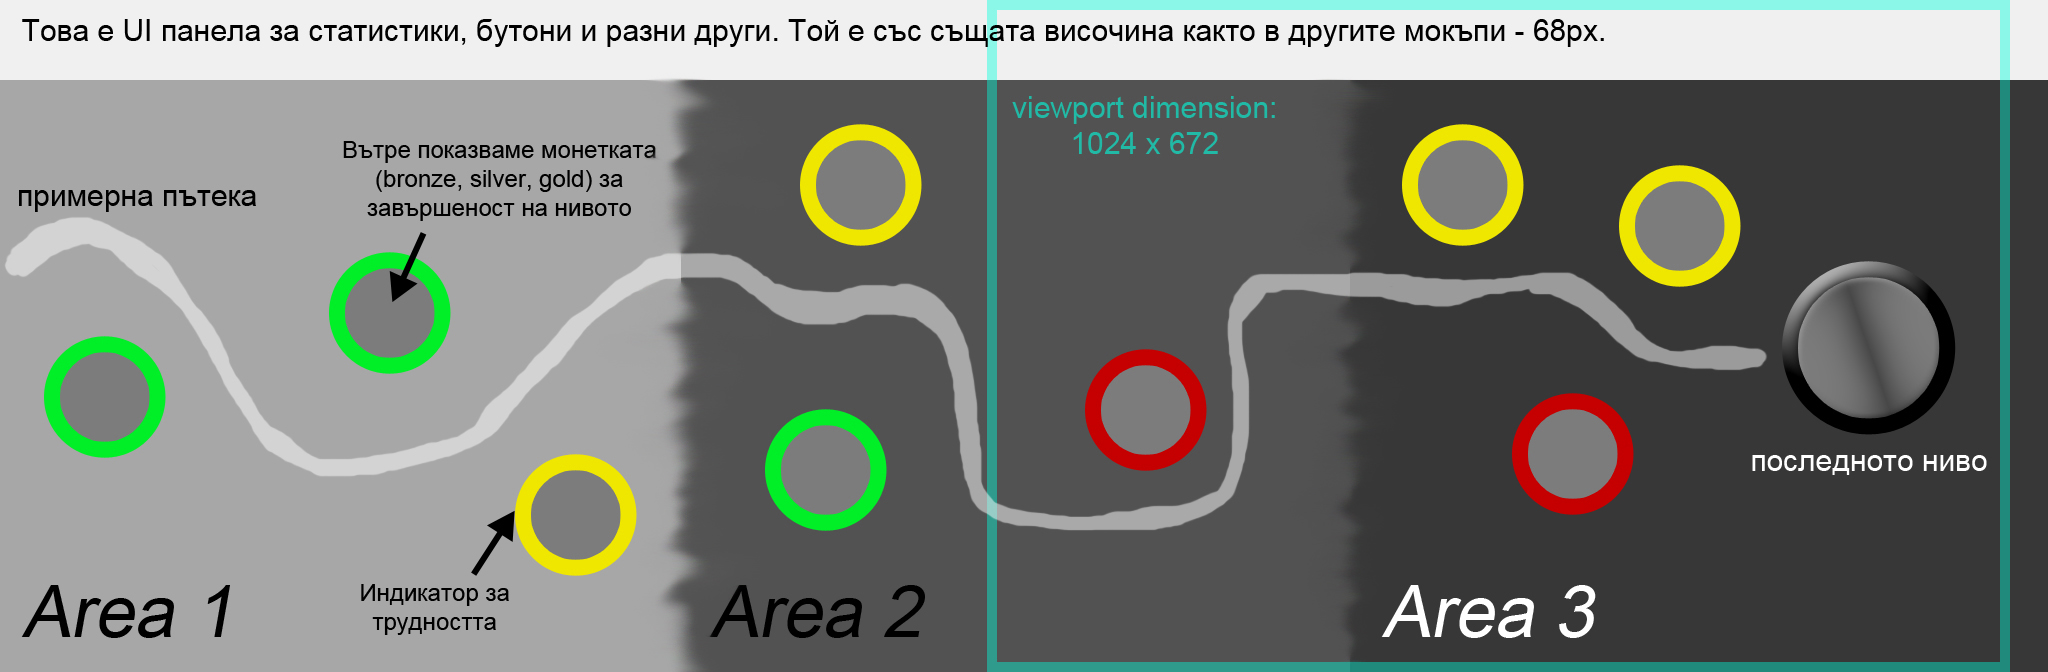 Това е UI панела за статистики, бутони и разни други. Той е със същата височина както в другите мокъпи - 68px.
viewport dimension:
1024 x 672
Вътре показваме монетката
(bronze, silver, gold) за
завършеност на нивото
примерна пътека
последното ниво
Индикатор за
трудността
Area 1
Area 2
Area 3